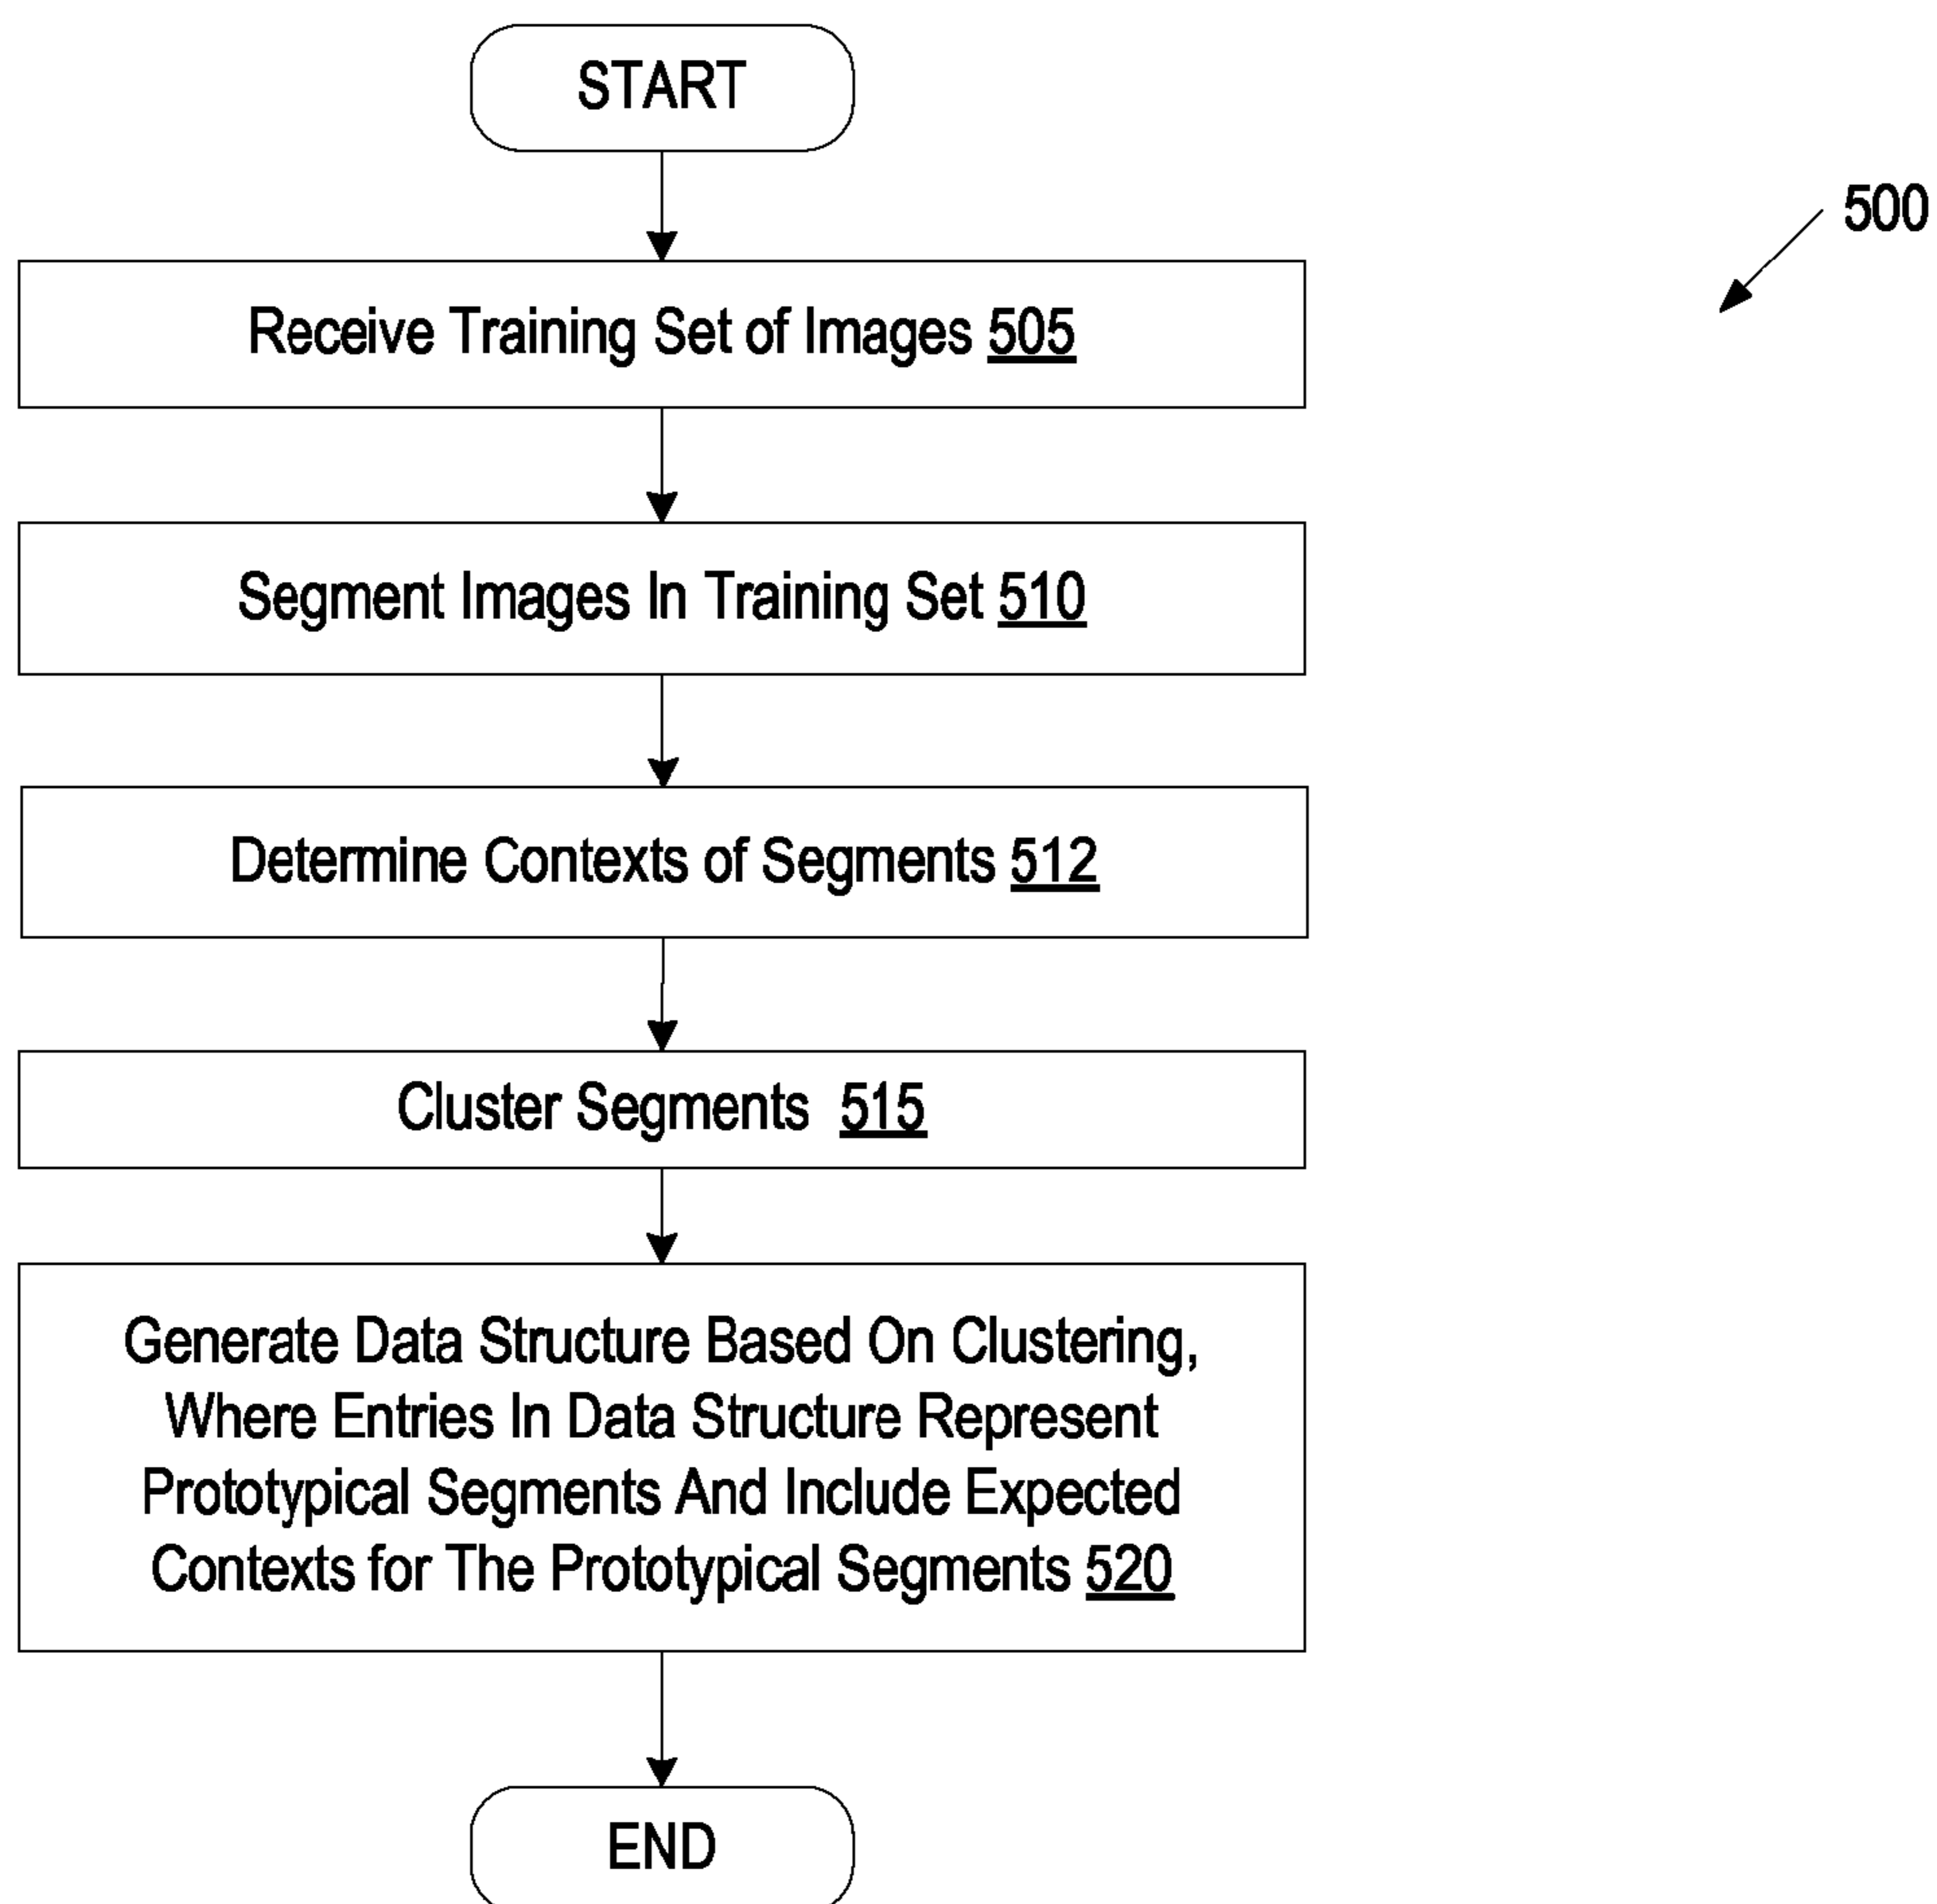 START
500
Receive Training Set of Images 505
Segment Images In Training Set 510
Determine Contexts of Segments 512
Cluster Segments 515
Generate Data Structure Based On Clustering,
Where Entries In Data Structure Represent
Prototypical Segments And Include Expected
Contexts for The Prototypical Segments 520
END